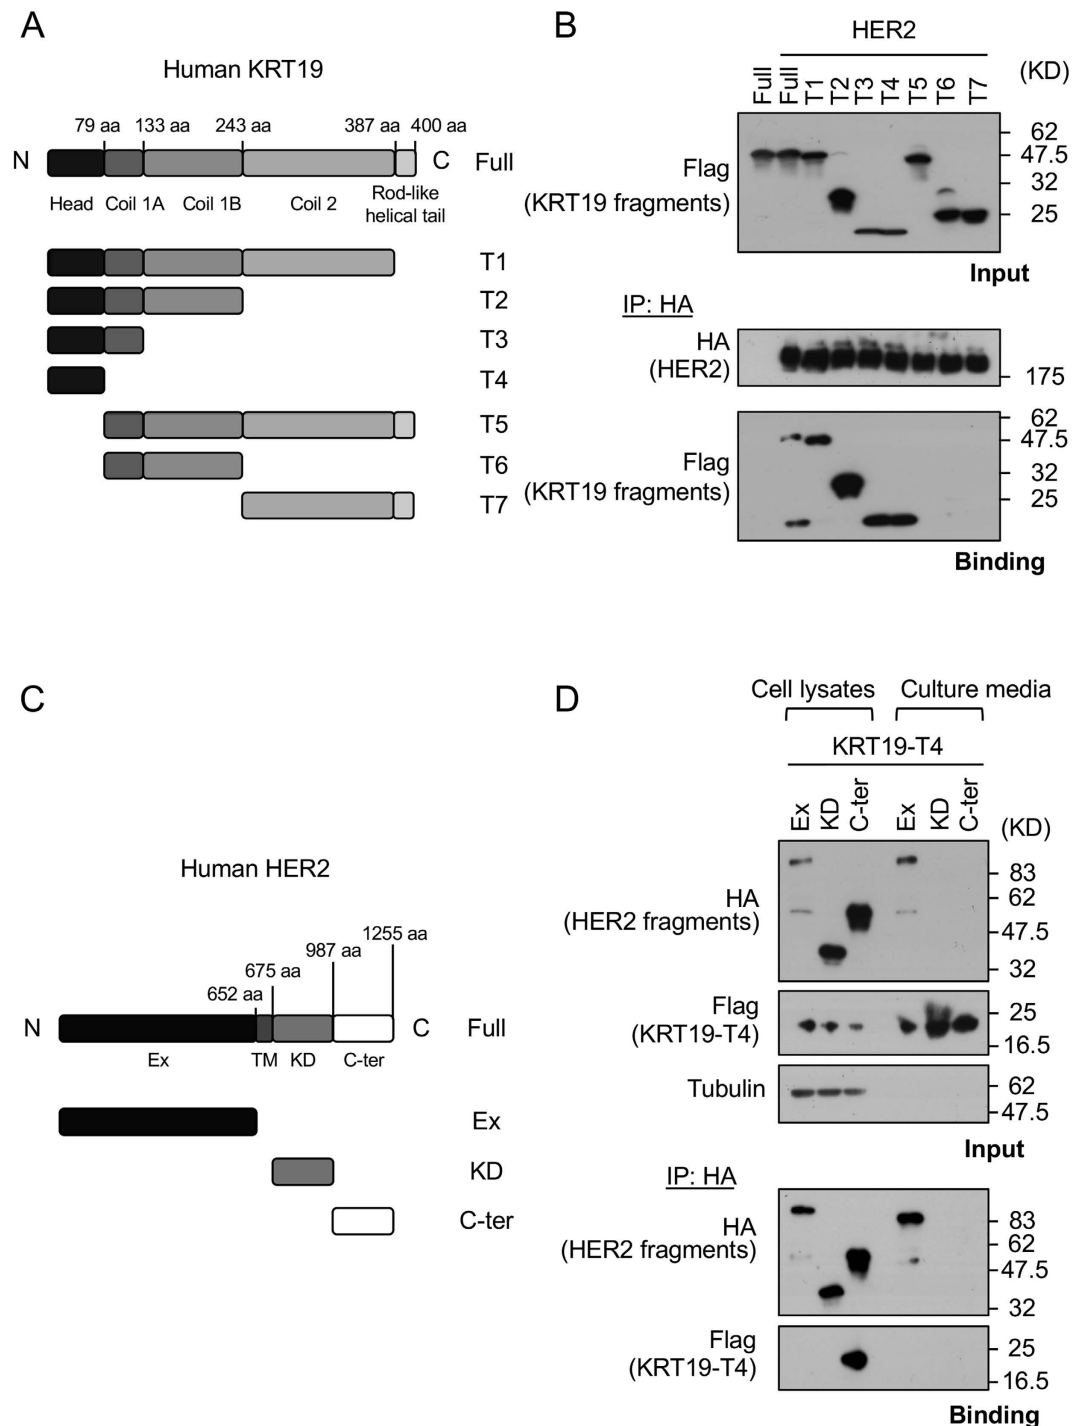 A
Human KRT19
79 aa 133 aa 243 aa 387 aa 400 aa
N C Full
Head Coil 1A Coil 1B Coil 2 Rod-like
helical tail
T1
T2
T3
T4
T5
T6
T7
B
HER2
Full Full T1 T2 T3 T4 T5 T6 T7 (KD)
Flag
(KRT19 fragments)
62
47.5
32
25
Input
IP: HA
HA
(HER2)
175
Flag
(KRT19 fragments)
62
47.5
32
25
Binding
C
Human HER2
652 aa 675 aa 987 aa 1255 aa
N C Full
Ex TM KD C-ter
Ex
KD
C-ter
D
Cell lysates Culture media
KRT19-T4
Ex KD C-ter Ex KD C-ter (KD)
HA
(HER2 fragments)
83
62
47.5
32
Flag
(KRT19-T4)
25
16.5
Tubulin
62
47.5
Input
IP: HA
HA
(HER2 fragments)
83
62
47.5
32
Flag
(KRT19-T4)
25
16.5
Binding